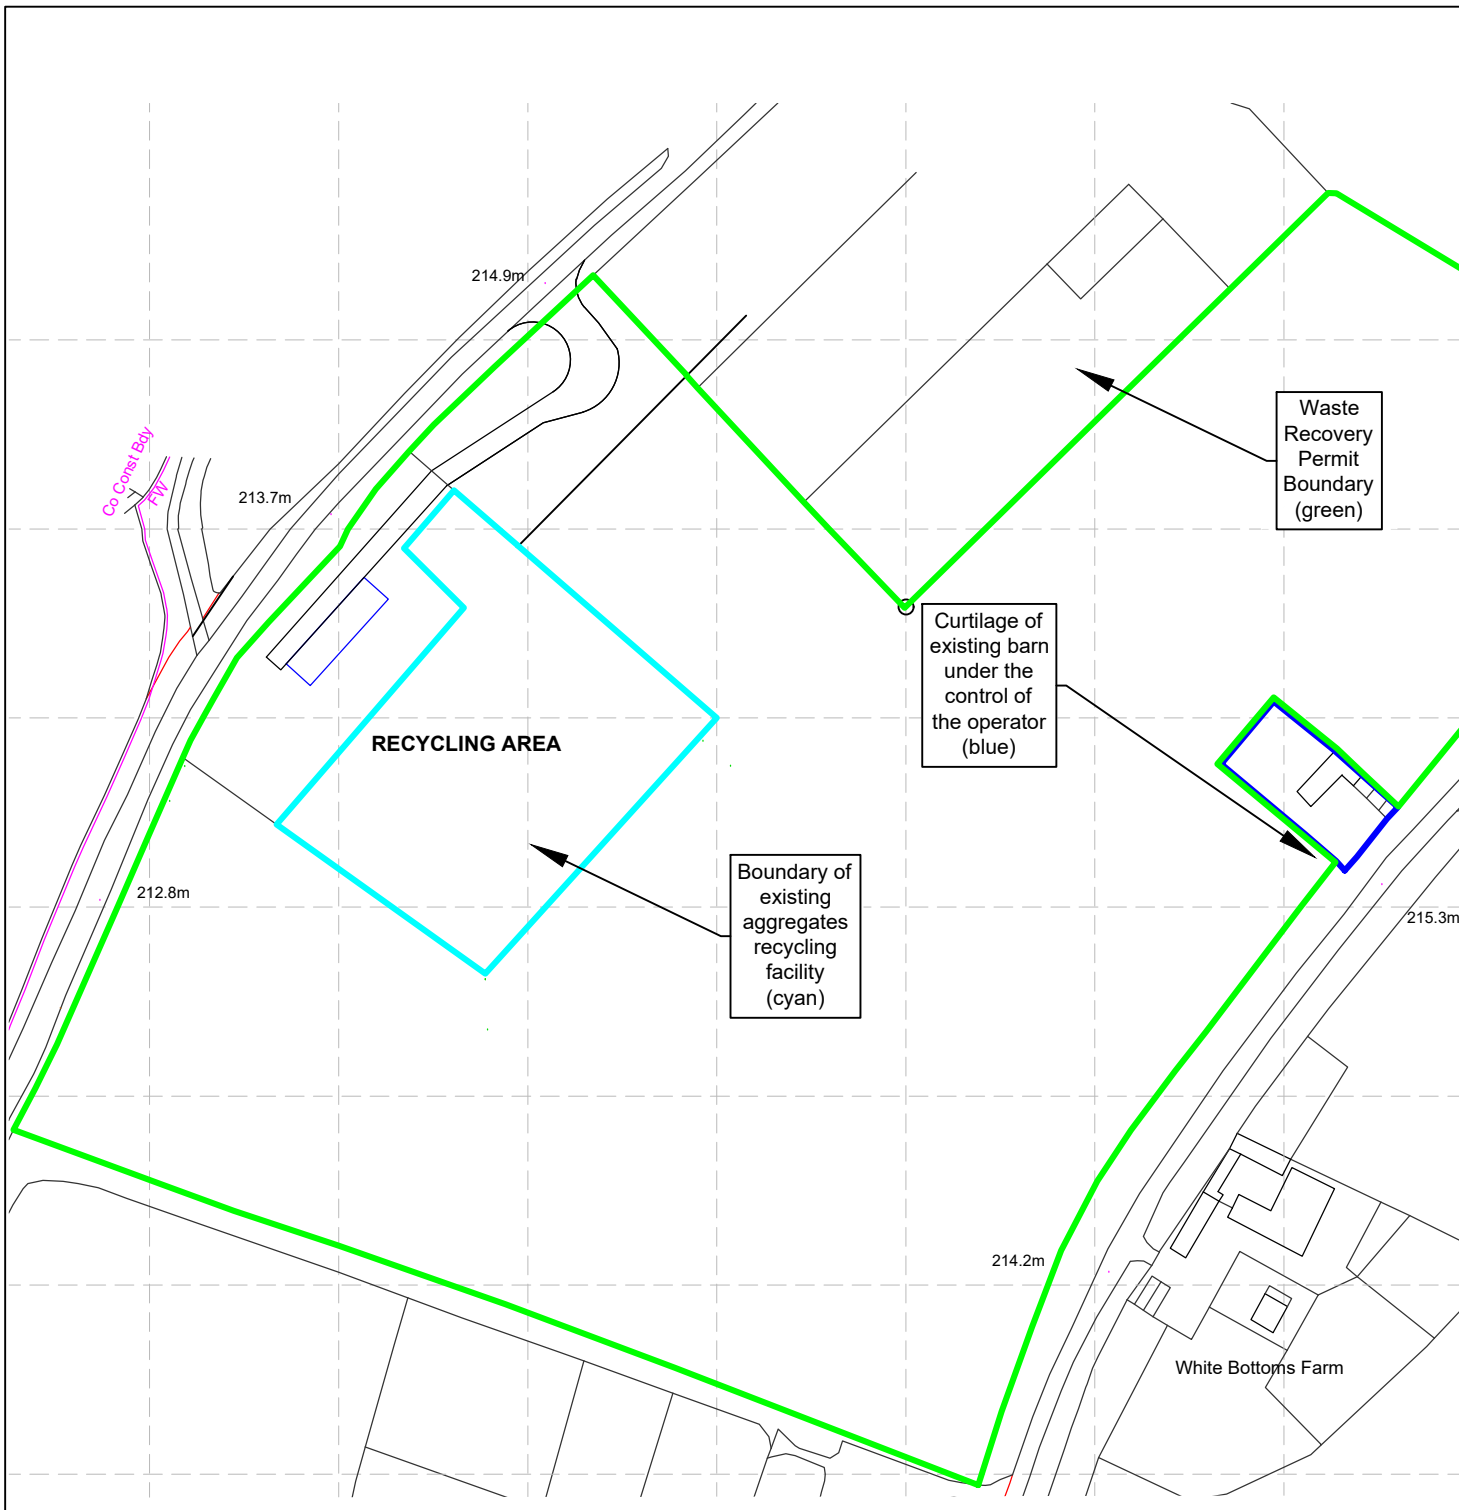 214.9m
Co Const Bdy
FW
213.7m
Waste
Recovery
Permit
Boundary
(green)
Curtilage of
existing barn
under the
control of
the operator
(blue)
RECYCLING AREA
Boundary of
existing
aggregates
recycling
facility
(cyan)
212.8m
215.3m
214.2m
White Bottoms Farm